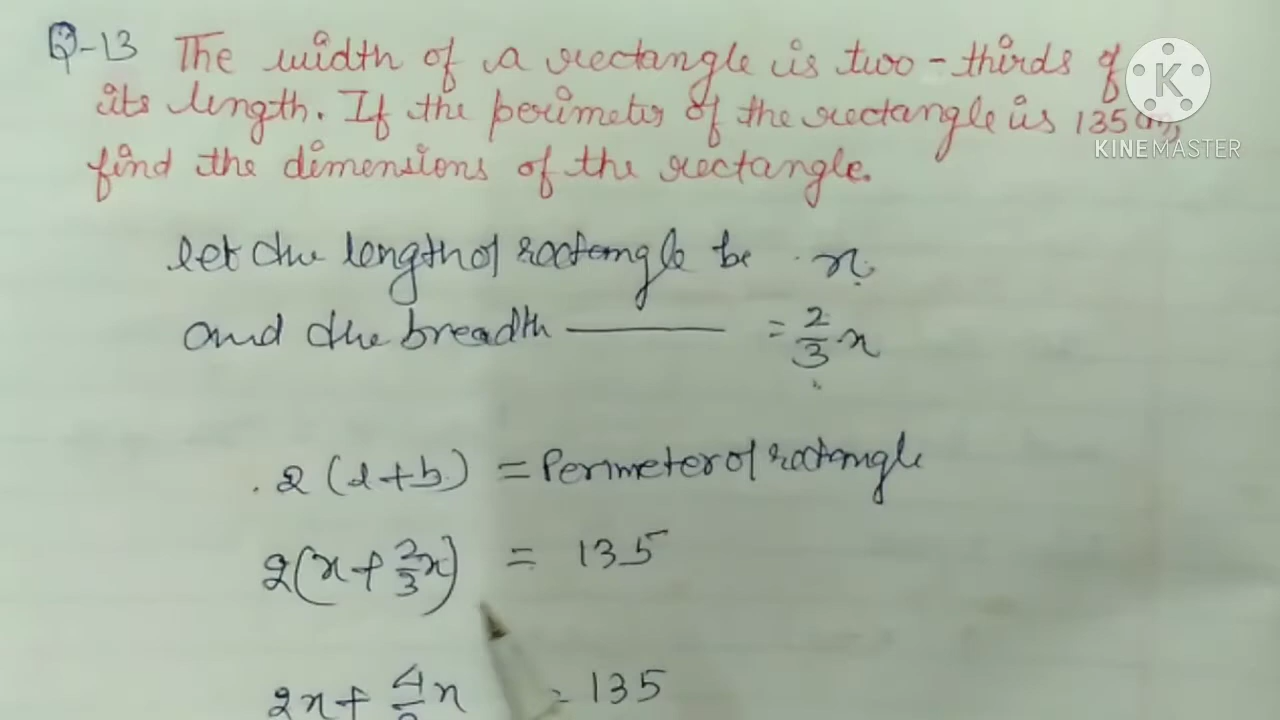 Q-13 The width of a rectangle is two-thirds of
its length. If the perimeter of the rectangle is 135 cm,
find the dimensions of the rectangle.
K
KINEMASTER
let the length of rectangle be x
and the breadth = 2/3 x
2(l+b) = Perimeter of rectangle
2(x + 2/3 x) = 135
2x + 4/3 x = 135